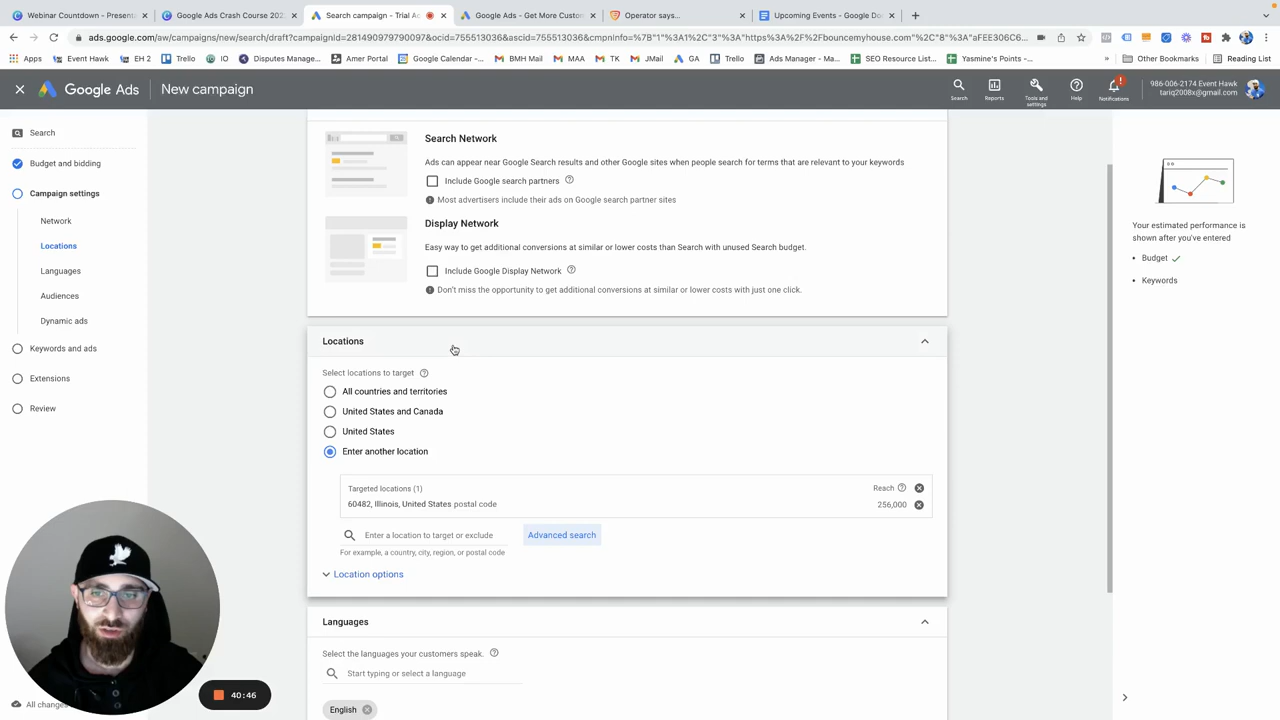 Webinar Countdown - Presenta
Google Ads Crash Course 202
Search campaign - Trial As
Google Ads - Get More Custom
Operator says...
Upcoming Events - Google Do
ads.google.com/aw/campaigns/new/search/draft?campaignId=281490979790097&ocid=755513036&ascid=755513036&cmpnInfo=%7B"1%3A1%2C"3"%3A"https%3A%2F%2Fbouncemyhouse.com"%2C"8"%3A"aFEE306C6...
Apps
Event Hawk
EH 2
Trello
IO
Disputes Manage...
Amer Portal
Google Calendar -...
BMH Mail
MAA
TK
JMail
GA
Trello
Ads Manager - Ma...
SEO Resource List...
Yasmine's Points -...
»
Other Bookmarks
Reading List
Google Ads
New campaign
Search
Reports
Tools and settings
Help
Notifications
986-006-2174 Event Hawk
tariq2008x@gmail.com
Search
Budget and bidding
Campaign settings
Network
Locations
Languages
Audiences
Dynamic ads
Keywords and ads
Extensions
Review
All changes
Search Network
Ads can appear near Google Search results and other Google sites when people search for terms that are relevant to your keywords
Include Google search partners
Most advertisers include their ads on Google search partner sites
Display Network
Easy way to get additional conversions at similar or lower costs than Search with unused Search budget.
Include Google Display Network
Don't miss the opportunity to get additional conversions at similar or lower costs with just one click.
Locations
Select locations to target
All countries and territories
United States and Canada
United States
Enter another location
Targeted locations (1)
Reach
60482, Illinois, United States postal code
256,000
Enter a location to target or exclude
Advanced search
For example, a country, city, region, or postal code
Location options
Languages
Select the languages your customers speak.
Start typing or select a language
English
Your estimated performance is
shown after you've entered
• Budget
• Keywords
40:46